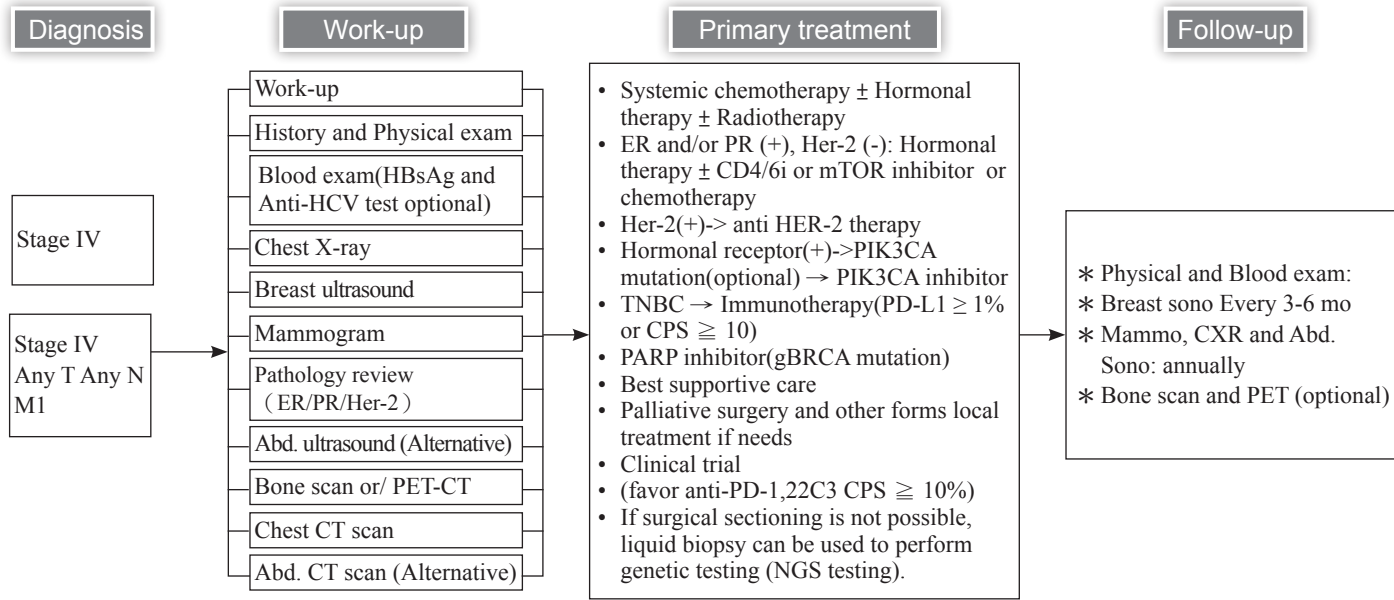 Diagnosis
Work-up
Primary treatment
Follow-up
Stage IV
Stage IV
Any T Any N
M1
Work-up
History and Physical exam
Blood exam(HBsAg and
Anti-HCV test optional)
Chest X-ray
Breast ultrasound
Mammogram
Pathology review
（ER/PR/Her-2）
Abd. ultrasound (Alternative)
Bone scan or/ PET-CT
Chest CT scan
Abd. CT scan (Alternative)
• Systemic chemotherapy ± Hormonal
therapy ± Radiotherapy
• ER and/or PR (+), Her-2 (-): Hormonal
therapy ± CD4/6i or mTOR inhibitor or
chemotherapy
• Her-2(+)-> anti HER-2 therapy
• Hormonal receptor(+)->PIK3CA
mutation(optional) → PIK3CA inhibitor
• TNBC → Immunotherapy(PD-L1 ≥ 1%
or CPS ≧ 10)
• PARP inhibitor(gBRCA mutation)
• Best supportive care
• Palliative surgery and other forms local
treatment if needs
• Clinical trial
• (favor anti-PD-1,22C3 CPS ≧ 10%)
• If surgical sectioning is not possible,
liquid biopsy can be used to perform
genetic testing (NGS testing).
＊ Physical and Blood exam:
＊ Breast sono Every 3-6 mo
＊ Mammo, CXR and Abd.
Sono: annually
＊ Bone scan and PET (optional)